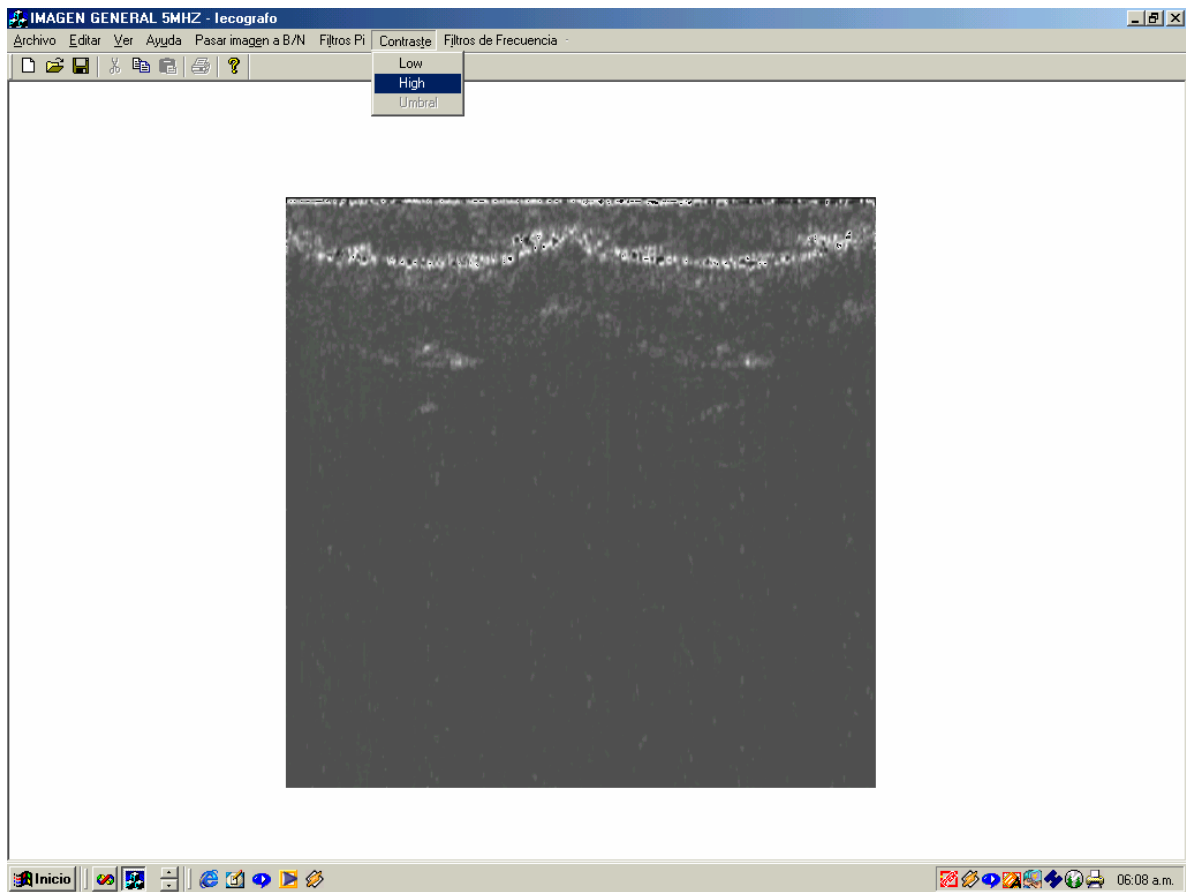 IMAGEN GENERAL 5MHZ - Iecografo
Archivo Editar Ver Ayuda Pasar imagen a B/N Filtros Pi Contraste Filtros de Frecuencia
Low
High
Umbral
Inicio
06:08 a.m.